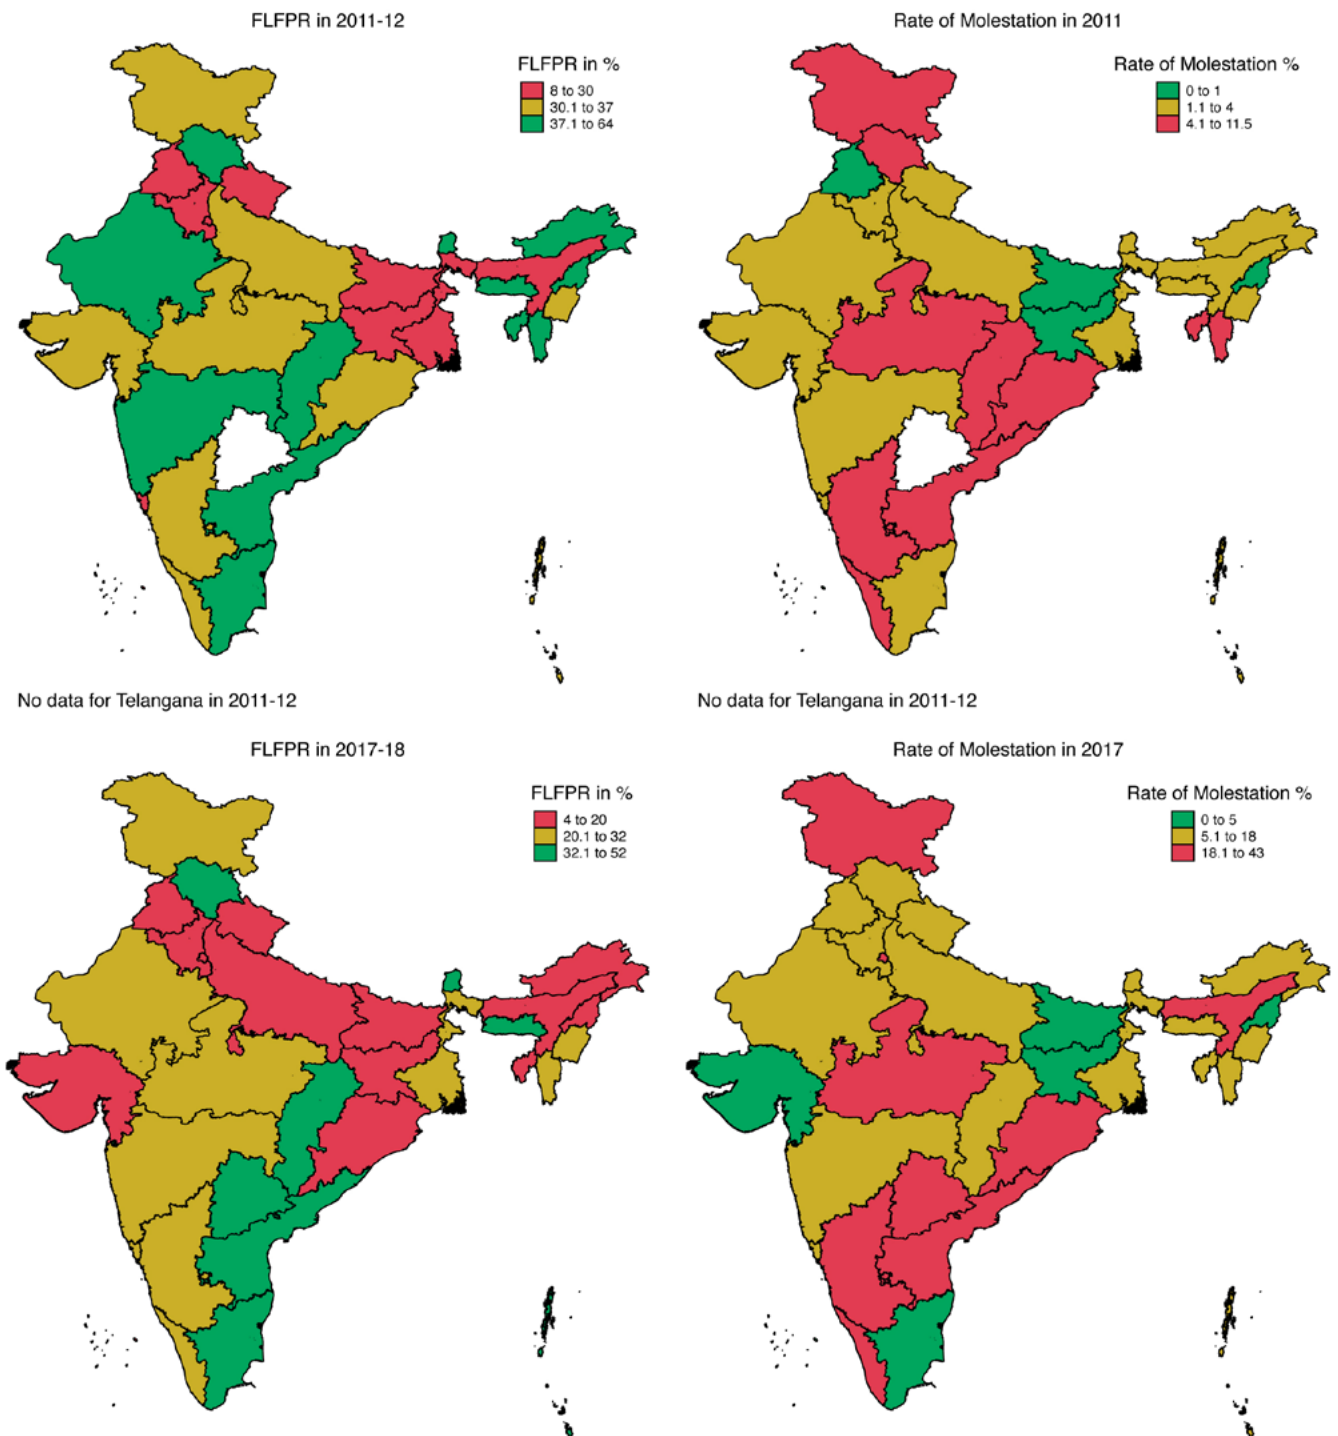 FLFPR in 2011-12
FLFPR in %
8 to 30
30.1 to 37
37.1 to 64
Rate of Molestation in 2011
Rate of Molestation %
0 to 1
1.1 to 4
4.1 to 11.5
No data for Telangana in 2011-12
No data for Telangana in 2011-12
FLFPR in 2017-18
FLFPR in %
4 to 20
20.1 to 32
32.1 to 52
Rate of Molestation in 2017
Rate of Molestation %
0 to 5
5.1 to 18
18.1 to 43